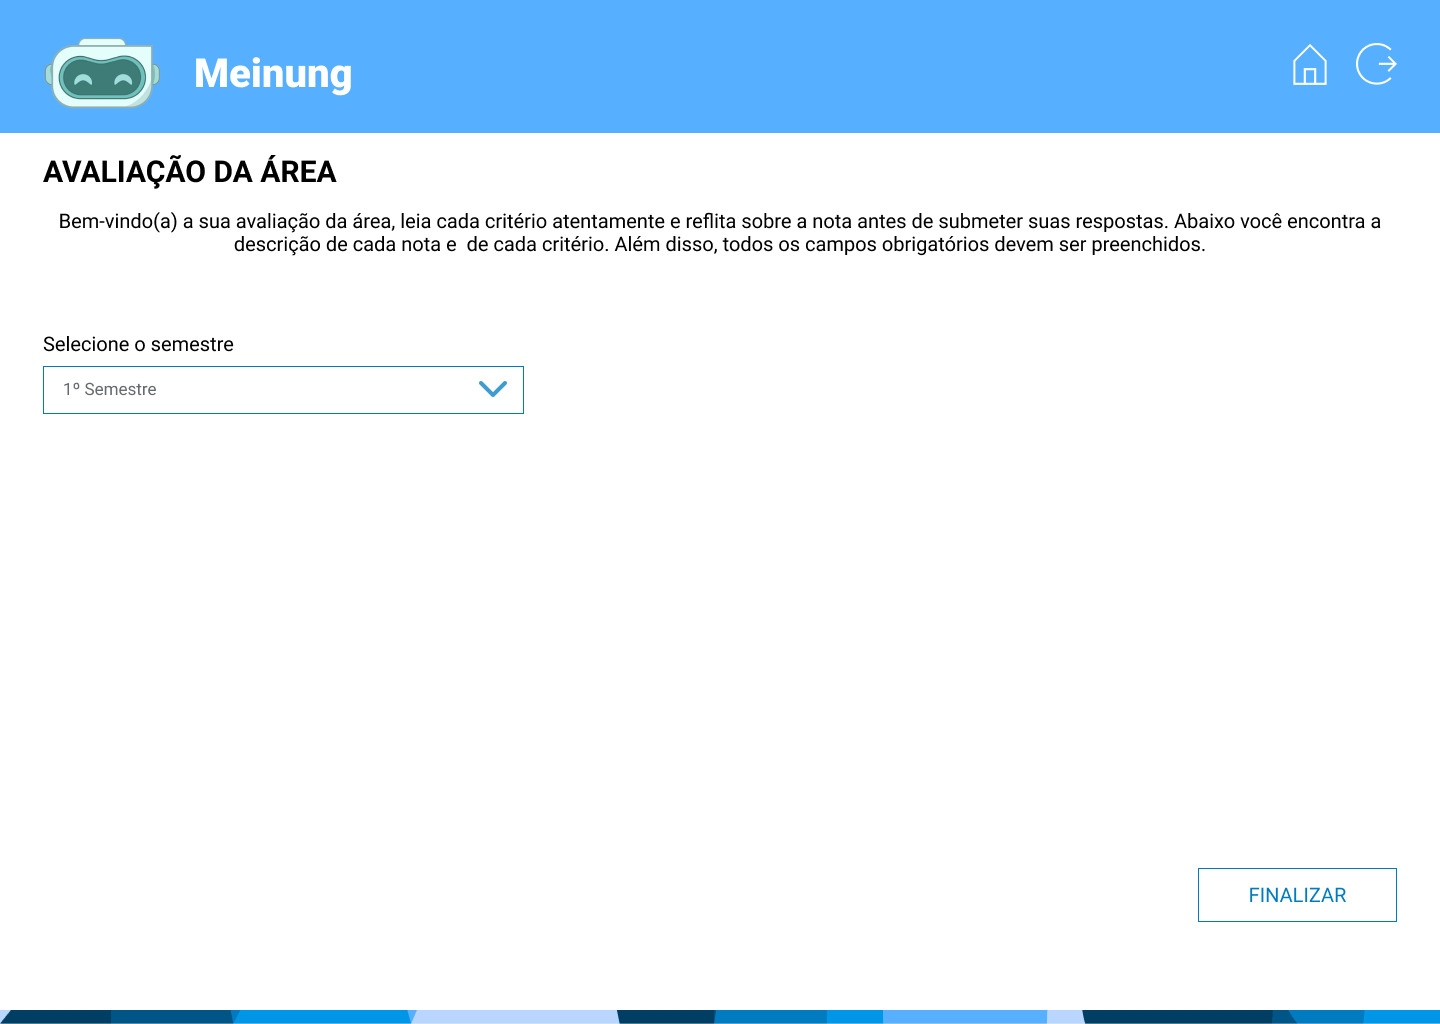 Meinung
AVALIAÇÃO DA ÁREA
Bem-vindo(a) a sua avaliação da área, leia cada critério atentamente e reflita sobre a nota antes de submeter suas respostas. Abaixo você encontra a
descrição de cada nota e  de cada critério. Além disso, todos os campos obrigatórios devem ser preenchidos.
Selecione o semestre
1º Semestre
FINALIZAR